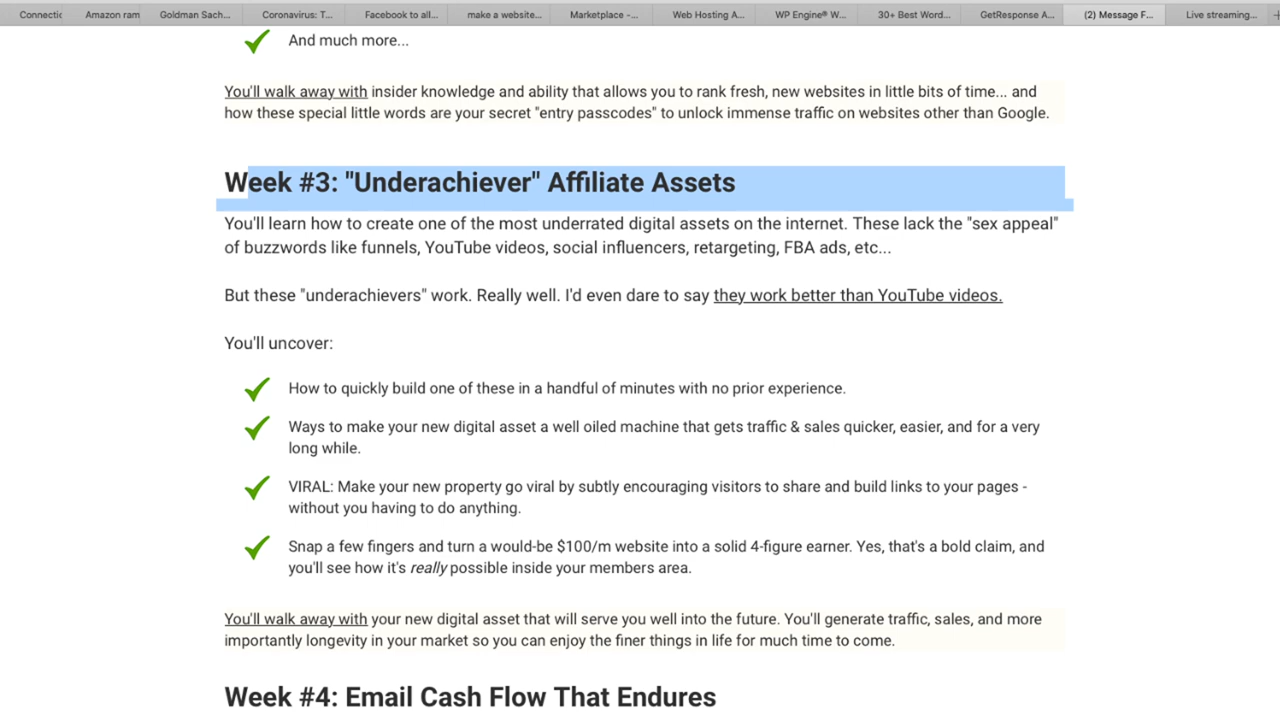 Connectic Amazon ram Goldman Sach... Coronavirus: T... Facebook to all... make a website... Marketplace -... Web Hosting A... WP Engine® W... 30+ Best Word... GetResponse A... (2) Message F... Live streaming...
And much more...
You'll walk away with insider knowledge and ability that allows you to rank fresh, new websites in little bits of time... and
how these special little words are your secret "entry passcodes" to unlock immense traffic on websites other than Google.
Week #3: "Underachiever" Affiliate Assets
You'll learn how to create one of the most underrated digital assets on the internet. These lack the "sex appeal"
of buzzwords like funnels, YouTube videos, social influencers, retargeting, FBA ads, etc...
But these "underachievers" work. Really well. I'd even dare to say they work better than YouTube videos.
You'll uncover:
How to quickly build one of these in a handful of minutes with no prior experience.
Ways to make your new digital asset a well oiled machine that gets traffic & sales quicker, easier, and for a very
long while.
VIRAL: Make your new property go viral by subtly encouraging visitors to share and build links to your pages -
without you having to do anything.
Snap a few fingers and turn a would-be $100/m website into a solid 4-figure earner. Yes, that's a bold claim, and
you'll see how it's really possible inside your members area.
You'll walk away with your new digital asset that will serve you well into the future. You'll generate traffic, sales, and more
importantly longevity in your market so you can enjoy the finer things in life for much time to come.
Week #4: Email Cash Flow That Endures